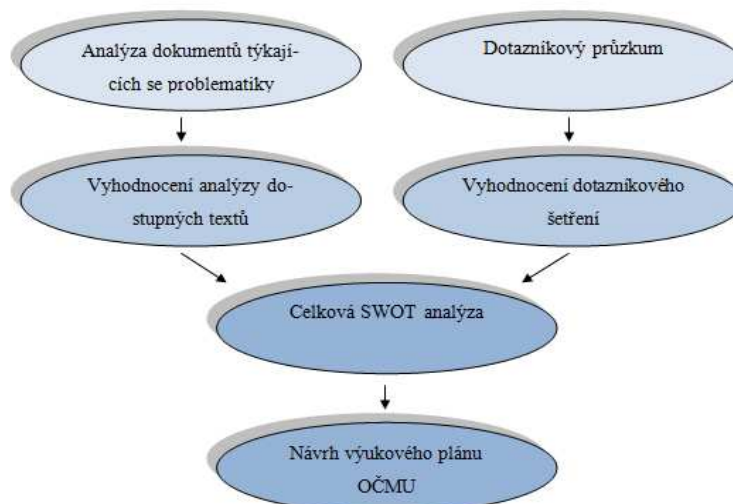 Analýza dokumentů týkají-
cích se problematiky
Dotazníkový průzkum
Vyhodnocení analýzy do-
stupných textů
Vyhodnocení dotazníkového
šetření
Celková SWOT analýza
Návrh výukového plánu
OČMU